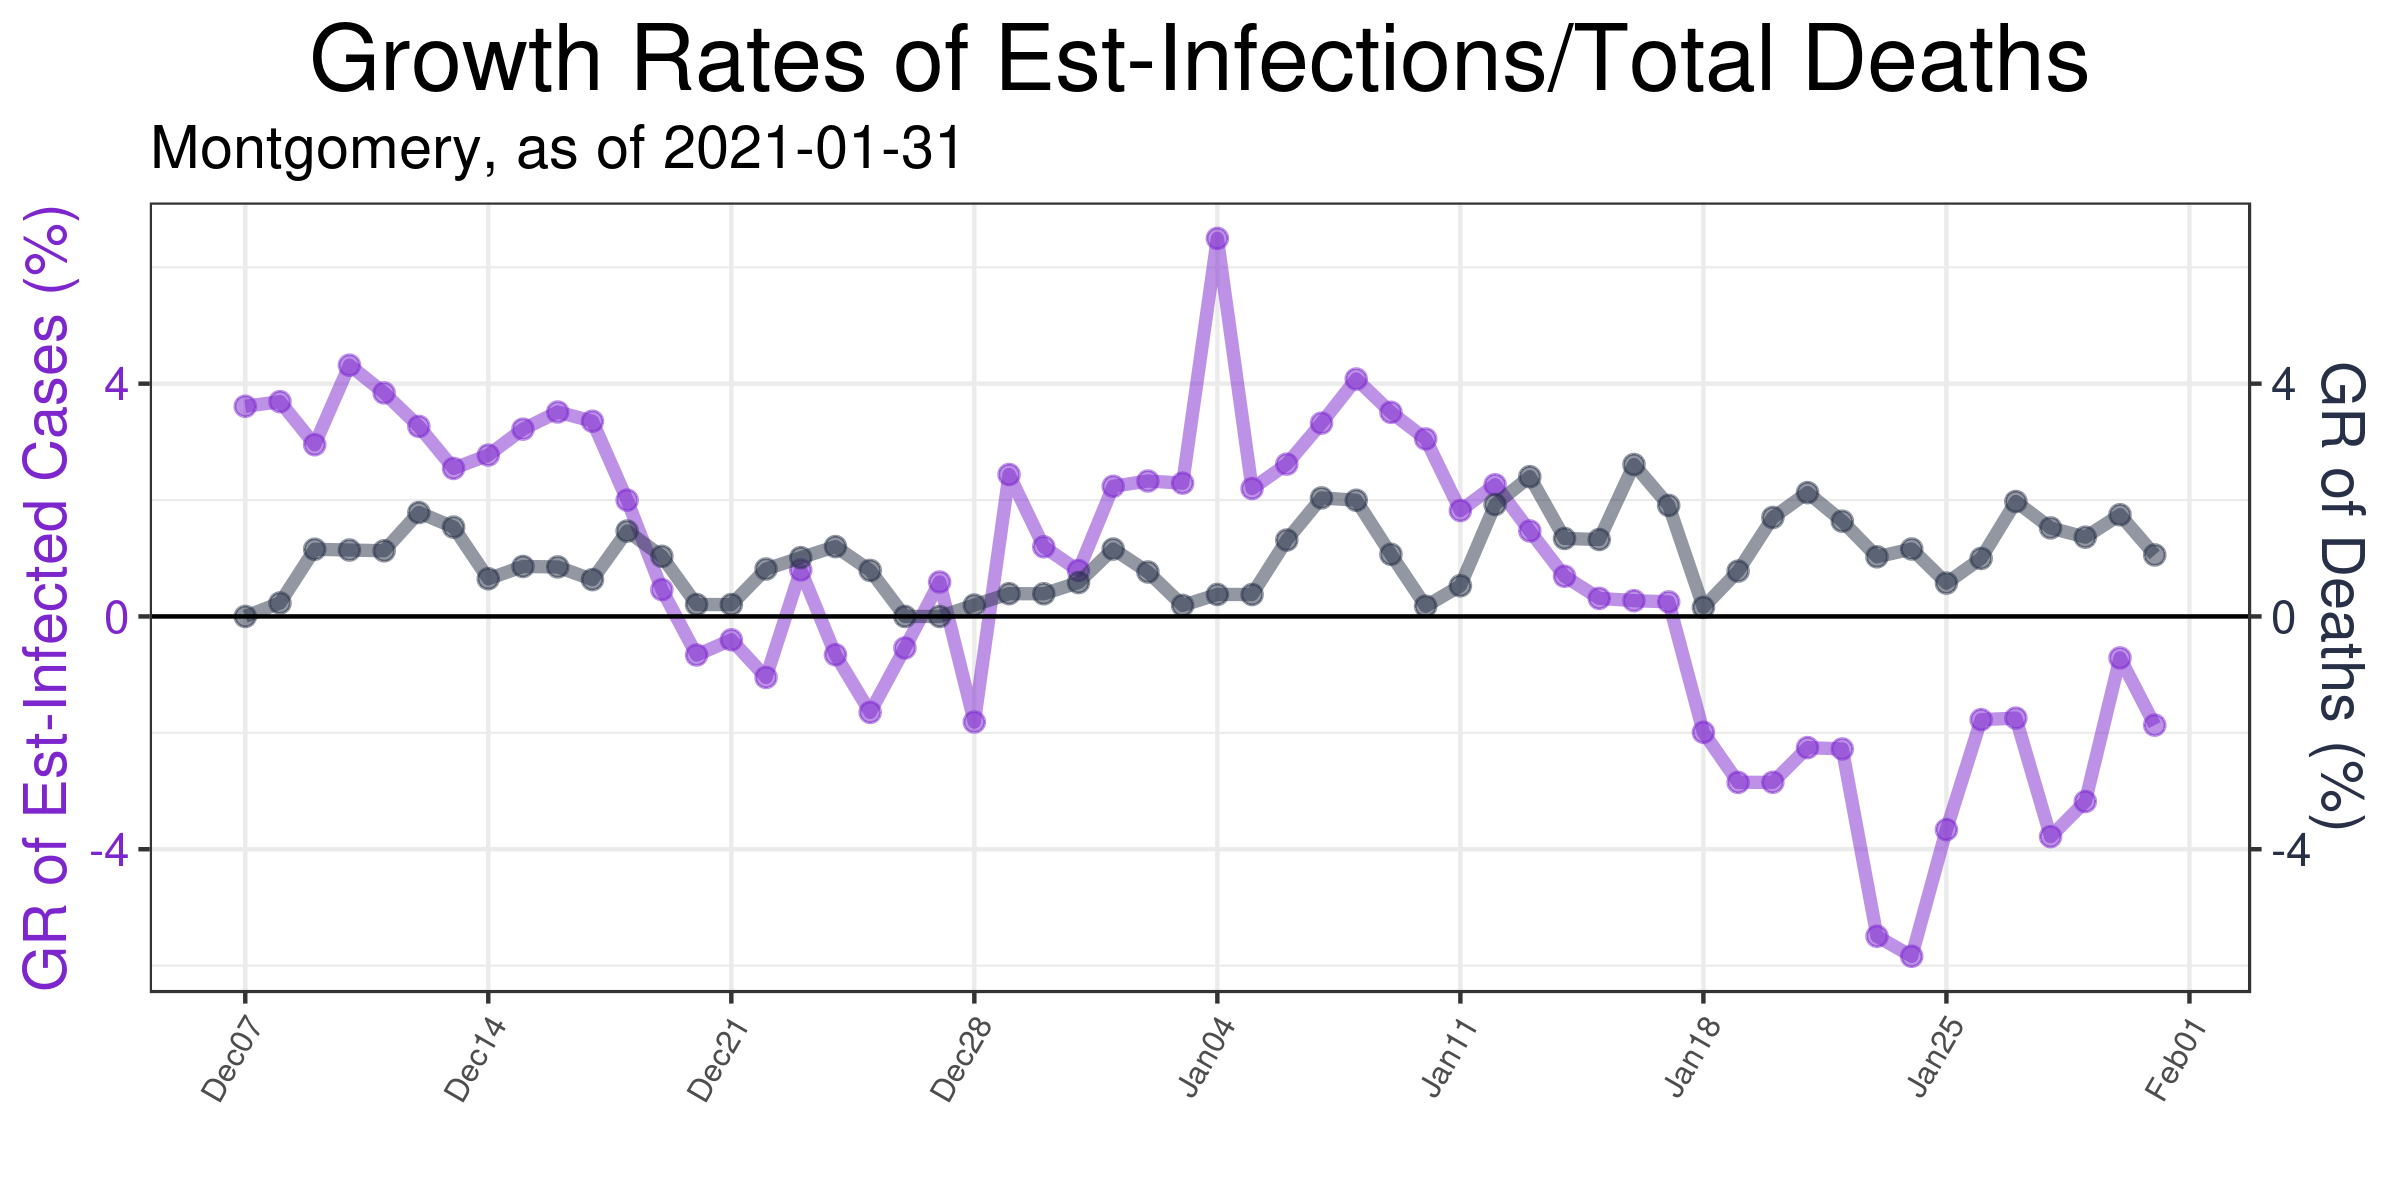 Growth Rates of Est-Infections/Total Deaths
Montgomery, as of 2021-01-31
GR of Est-Infected Cases (%)
4
0
-4
4
0
-4
GR of Deaths (%)
Dec07
Dec14
Dec21
Dec28
Jan04
Jan11
Jan18
Jan25
Feb01